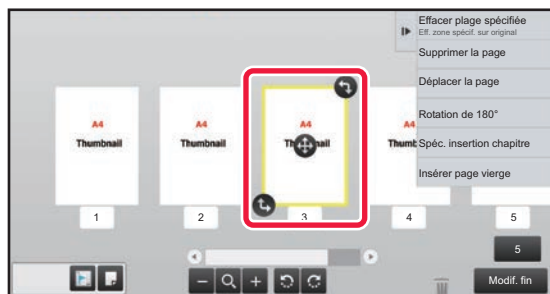 Effacer plage spécifiée
Eff. zone spécif. sur original
Supprimer la page
Déplacer la page
Rotation de 180°
Spéc. insertion chapitre
Insérer page vierge
A4
Thumbnail
A4
Thumbnail
A4
A4
1
2
3
4
5
5
Modif. fin